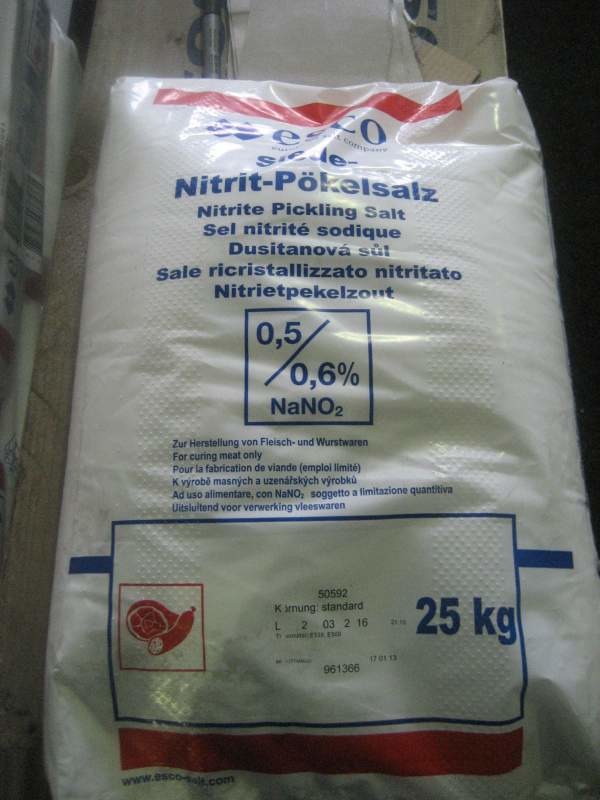 esco
company
siede-
Nitrit-Pökelsalz
Nitrite Pickling Salt
Sel nitrité sodique
Dusitanová sůl
Sale ricristallizzato nitritato
Nitrietpekelzout
0,5/
0,6%
NaNO₂
Zur Herstellung von Fleisch- und Wurstwaren
For curing meat only
Pour la fabrication de viande (emploi limité)
K výrobě masných a uzenářských výrobků
Ad uso alimentare, con NaNO₂ soggetto a limitazione quantitiva
Uitsluitend voor verwerking vleeswaren
50592
Körnung: standard
L 2 03 2 16
25 kg
17 01 13
961366
www.esco-salt.com